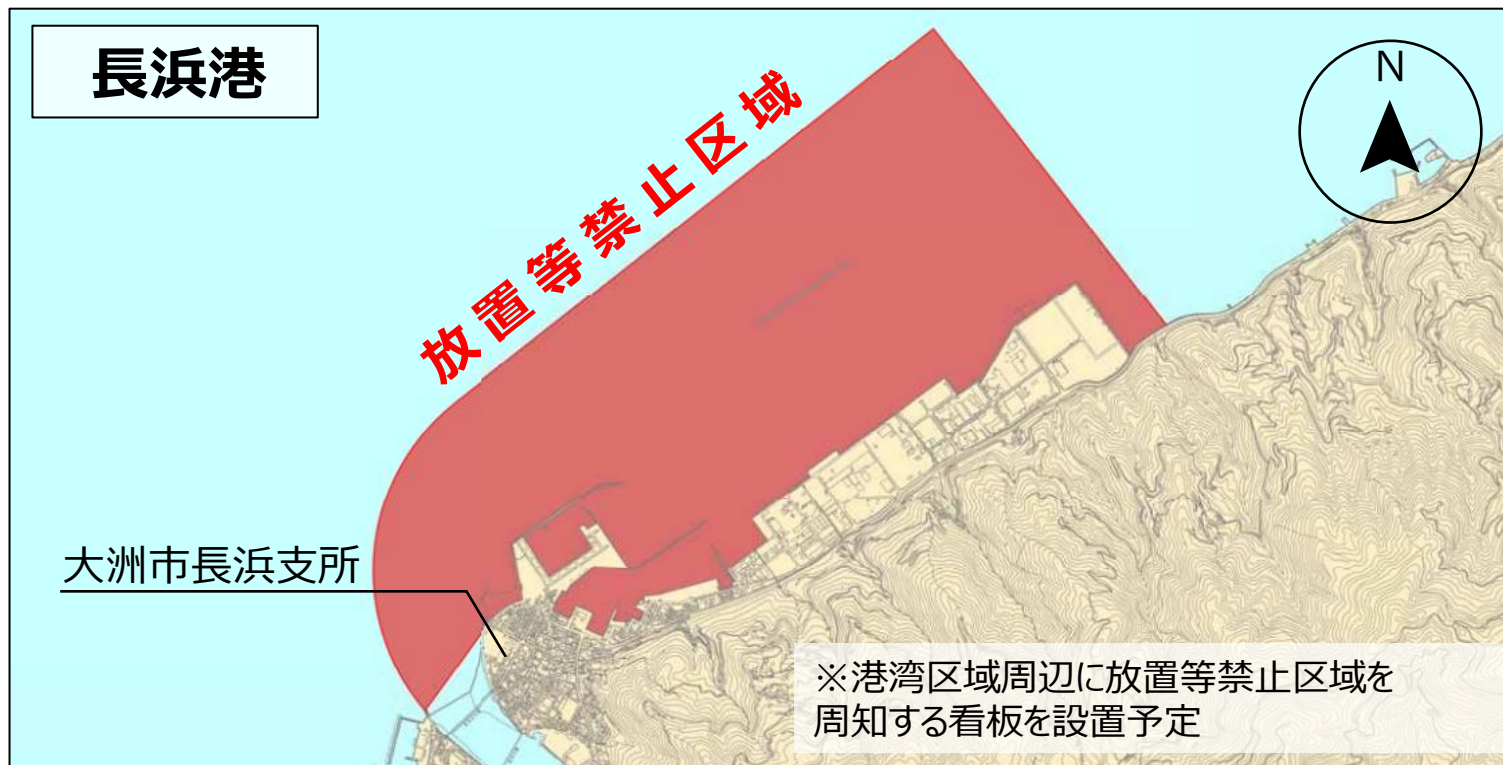 長浜港
N
放置等禁止区域
大洲市長浜支所
※港湾区域周辺に放置等禁止区域を
周知する看板を設置予定